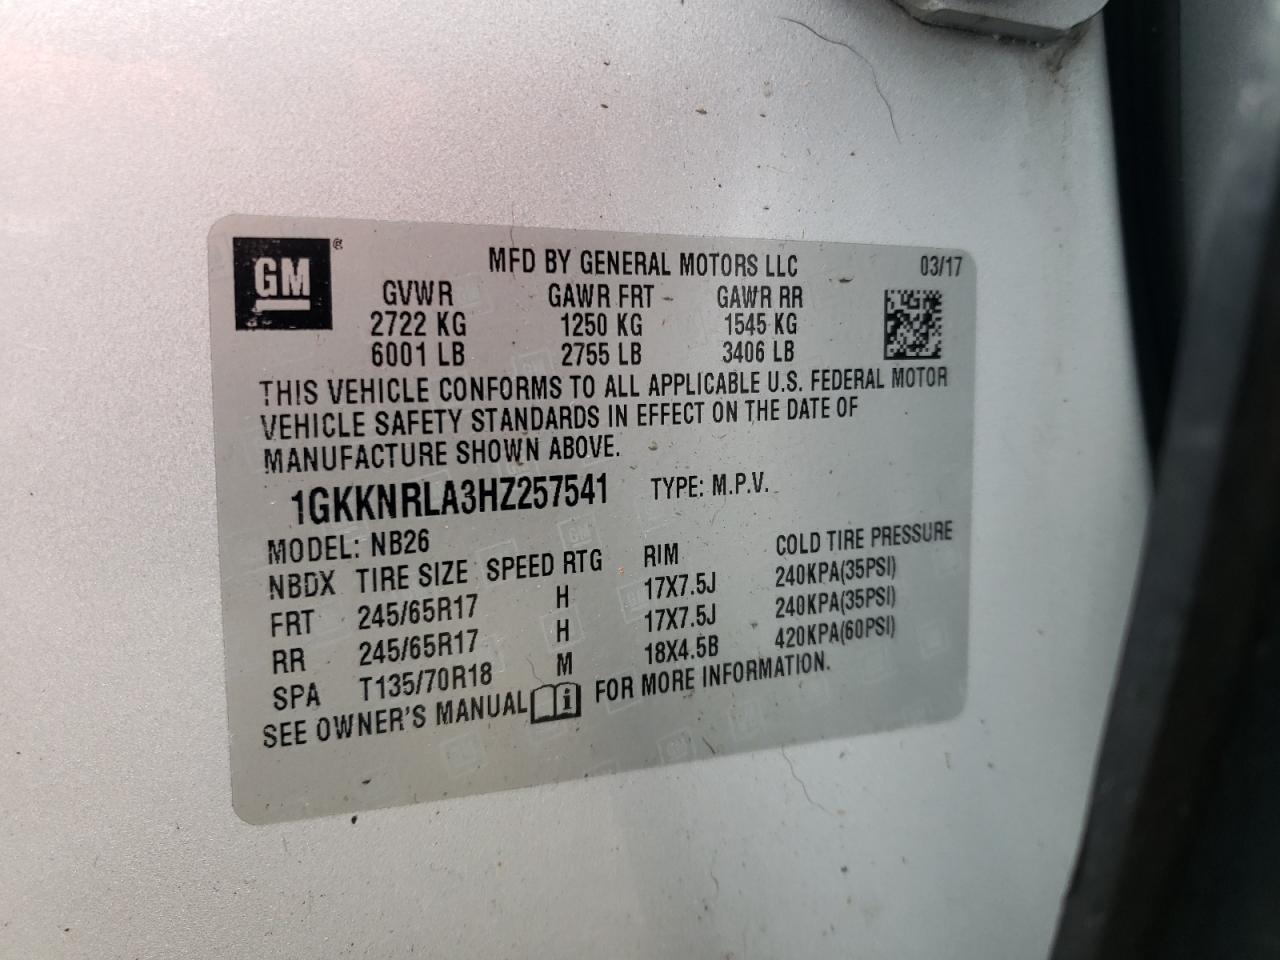 GM ®
MFD BY GENERAL MOTORS LLC 03/17
GVWR GAWR FRT GAWR RR
2722 KG 1250 KG 1545 KG
6001 LB 2755 LB 3406 LB
THIS VEHICLE CONFORMS TO ALL APPLICABLE U.S. FEDERAL MOTOR
VEHICLE SAFETY STANDARDS IN EFFECT ON THE DATE OF
MANUFACTURE SHOWN ABOVE.
1GKKNRLA3HZ257541 TYPE: M.P.V.
MODEL: NB26
NBDX TIRE SIZE SPEED RTG RIM COLD TIRE PRESSURE
FRT 245/65R17 H 17X7.5J 240KPA(35PSI)
RR 245/65R17 H 17X7.5J 240KPA(35PSI)
SPA T135/70R18 M 18X4.5B 420KPA(60PSI)
SEE OWNER'S MANUAL i FOR MORE INFORMATION.